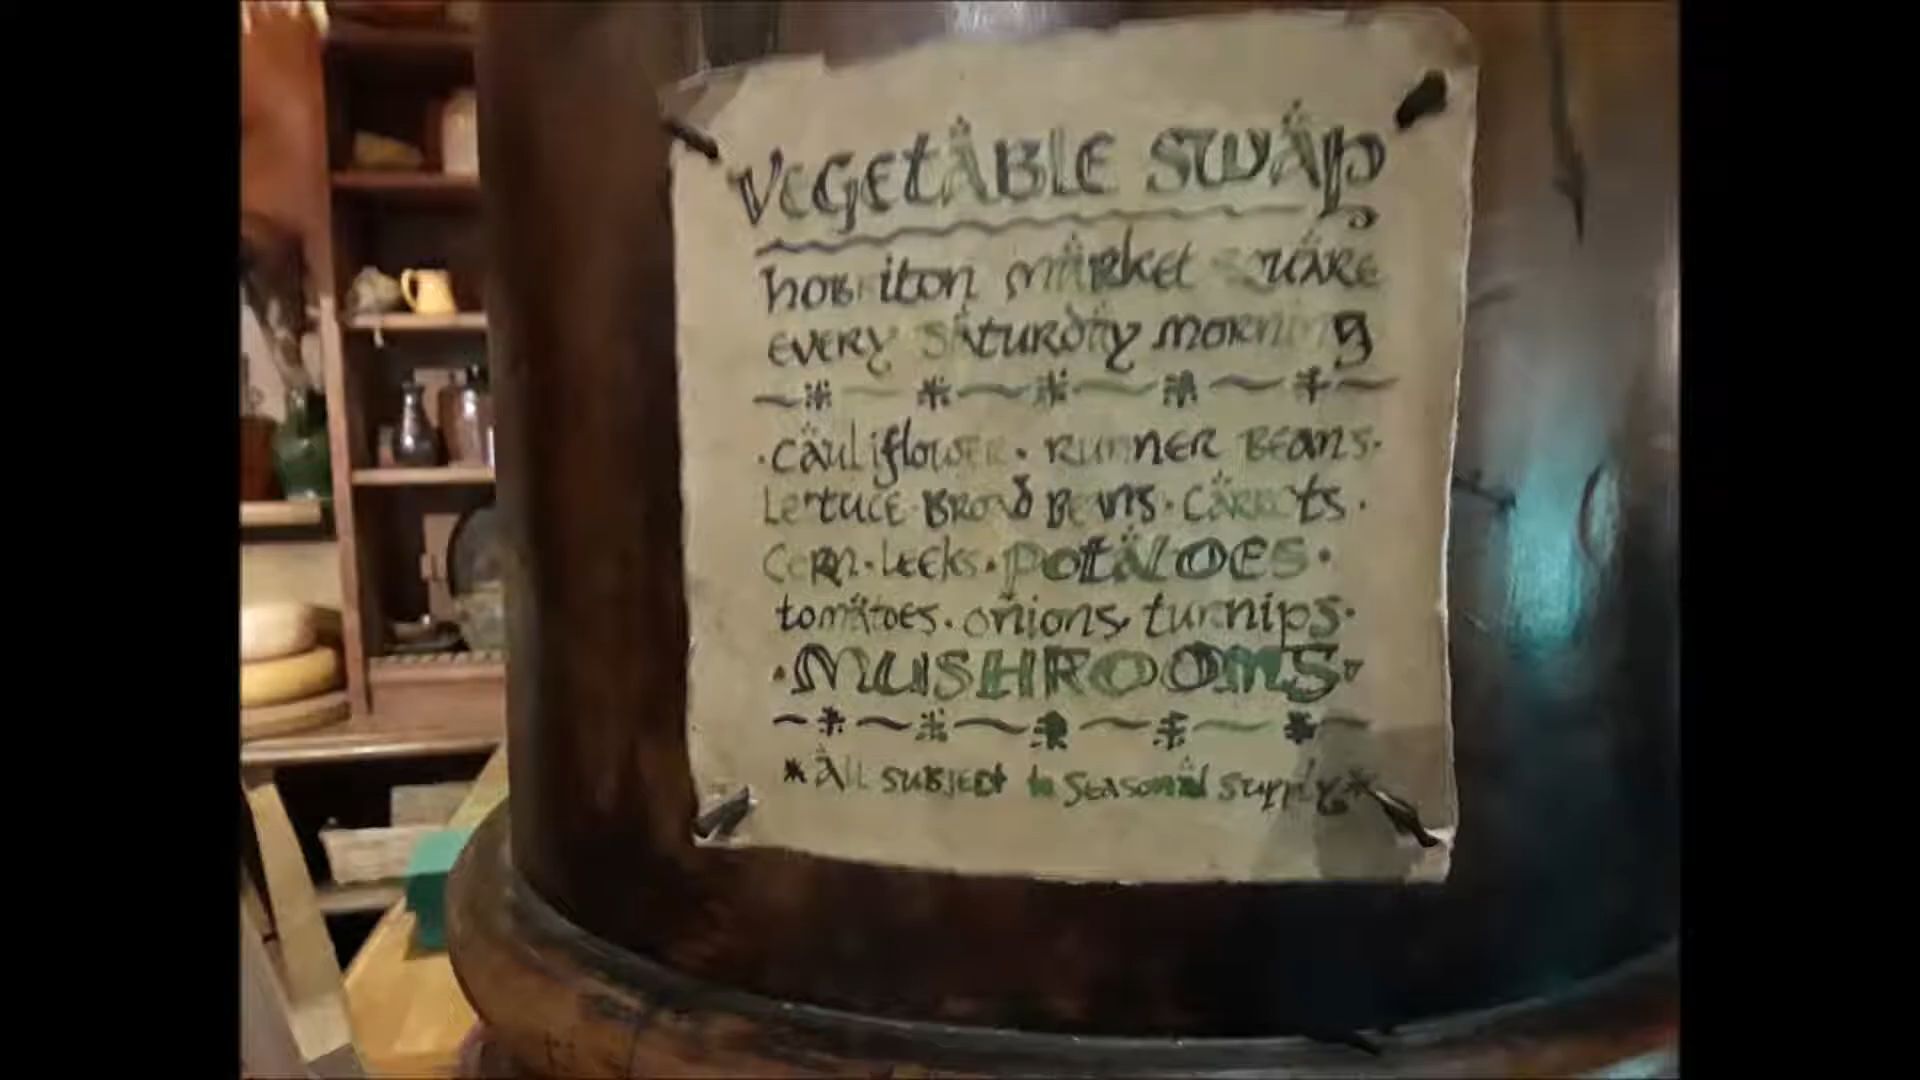 VEGETABLE SWAP
hobbiton market square
every saturday morning
·cauliflower· runner beans·
lettuce·broad beans·carrots·
corn·leeks·potatoes·
tomatoes·onions·turnips·
·MUSHROOMS·
*all subject to seasonal supply*